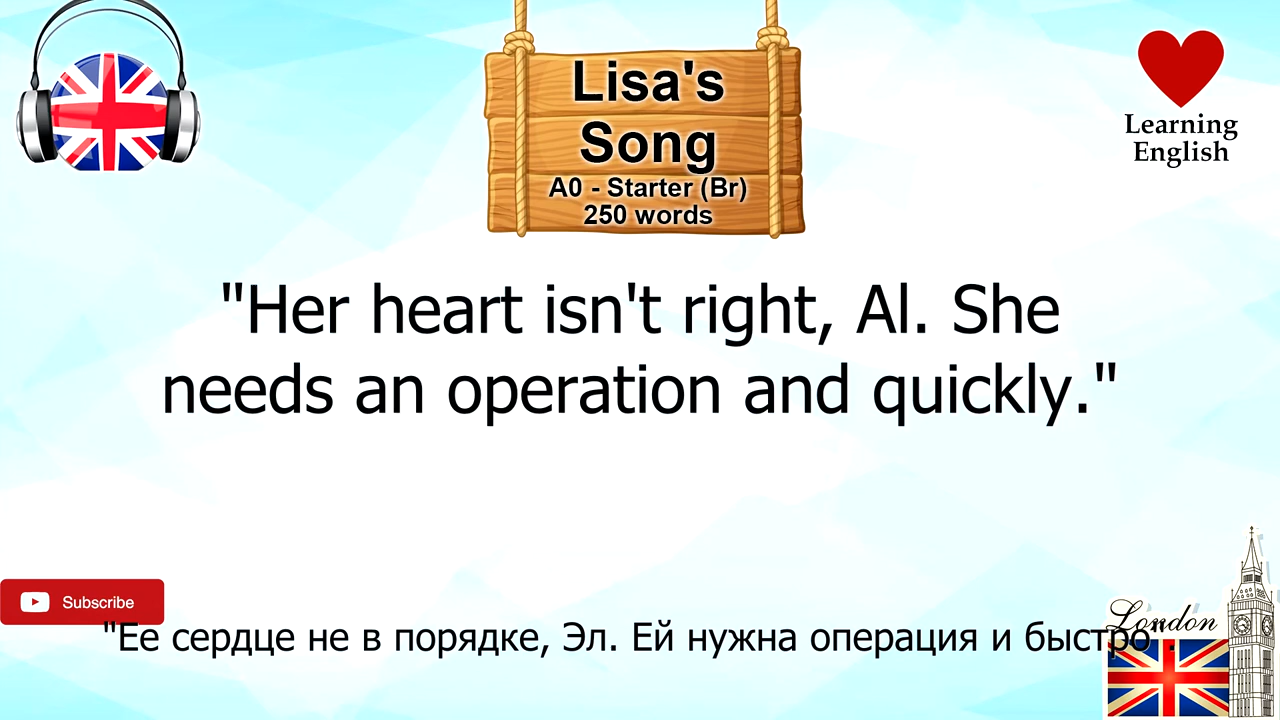 Lisa's
Song
A0 - Starter (Br)
250 words
Learning
English
"Her heart isn't right, Al. She
needs an operation and quickly."
Subscribe
London
"Ее сердце не в порядке, Эл. Ей нужна операция и быстро".